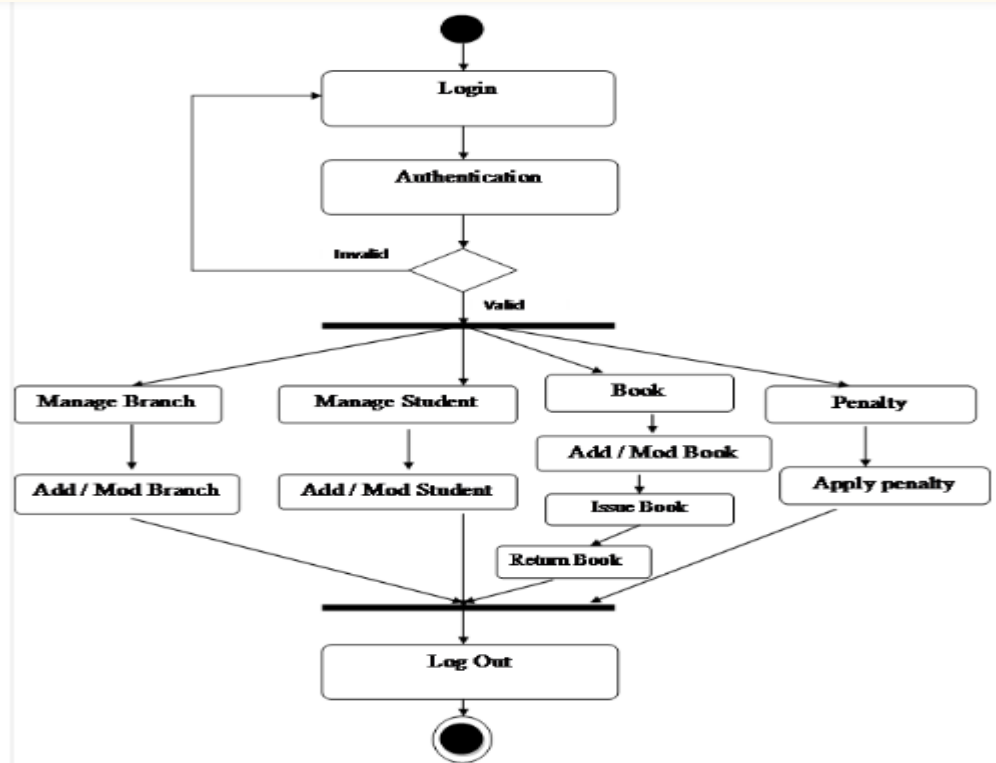 Login
Authentication
Invalid
Valid
Manage Branch
Manage Student
Book
Penalty
Add / Mod Book
Add / Mod Branch
Add / Mod Student
Apply penalty
Issue Book
Return Book
Log Out